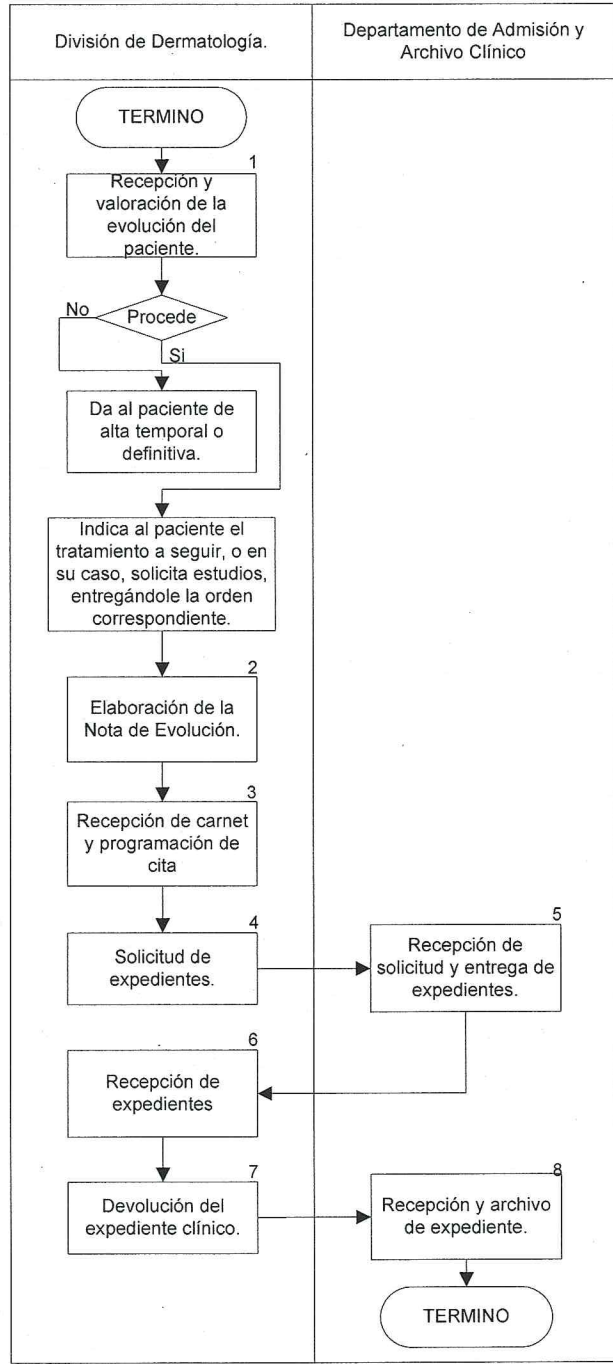 División de Dermatología.
Departamento de Admisión y
Archivo Clínico
TERMINO
1
Recepción y
valoración de la
evolución del
paciente.
No
Procede
Si
Da al paciente de
alta temporal o
definitiva.
Indica al paciente el
tratamiento a seguir, o en
su caso, solicita estudios,
entregándole la orden
correspondiente.
2
Elaboración de la
Nota de Evolución.
3
Recepción de carnet
y programación de
cita
4
Solicitud de
expedientes.
5
Recepción de
solicitud y entrega de
expedientes.
6
Recepción de
expedientes
7
Devolución del
expediente clínico.
8
Recepción y archivo
de expediente.
TERMINO